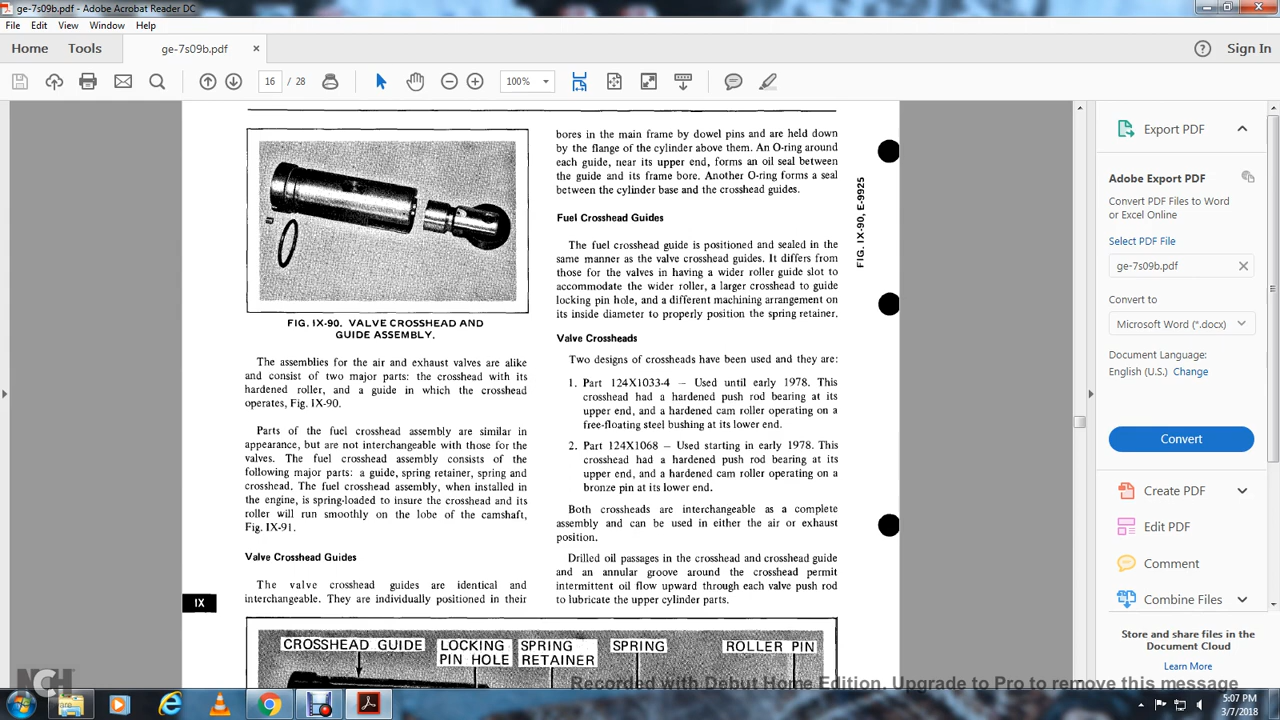 ge-7s09b.pdf - Adobe Acrobat Reader DC
File Edit View Window Help
Home Tools ge-7s09b.pdf × ? Sign In
16 / 28 100%
FIG. IX-90. VALVE CROSSHEAD AND
GUIDE ASSEMBLY.
The assemblies for the air and exhaust valves are alike
and consist of two major parts: the crosshead with its
hardened roller, and a guide in which the crosshead
operates, Fig. IX-90.
Parts of the fuel crosshead assembly are similar in
appearance, but are not interchangeable with those for the
valves. The fuel crosshead assembly consists of the
following major parts: a guide, spring retainer, spring and
crosshead. The fuel crosshead assembly, when installed in
the engine, is spring-loaded to insure the crosshead and its
roller will run smoothly on the lobe of the camshaft,
Fig. IX-91.
Valve Crosshead Guides
The valve crosshead guides are identical and
interchangeable. They are individually positioned in their
bores in the main frame by dowel pins and are held down
by the flange of the cylinder above them. An O-ring around
each guide, near its upper end, forms an oil seal between
the guide and its frame bore. Another O-ring forms a seal
between the cylinder base and the crosshead guides.
Fuel Crosshead Guides
The fuel crosshead guide is positioned and sealed in the
same manner as the valve crosshead guides. It differs from
those for the valves in having a wider roller guide slot to
accommodate the wider roller, a larger crosshead to guide
locking pin hole, and a different machining arrangement on
its inside diameter to properly position the spring retainer.
Valve Crossheads
Two designs of crossheads have been used and they are:
1. Part 124X1033-4 – Used until early 1978. This
crosshead had a hardened push rod bearing at its
upper end, and a hardened cam roller operating on a
free-floating steel bushing at its lower end.
2. Part 124X1068 – Used starting in early 1978. This
crosshead had a hardened push rod bearing at its
upper end, and a hardened cam roller operating on a
bronze pin at its lower end.
Both crossheads are interchangeable as a complete
assembly and can be used in either the air or exhaust
position.
Drilled oil passages in the crosshead and crosshead guide
and an annular groove around the crosshead permit
intermittent oil flow upward through each valve push rod
to lubricate the upper cylinder parts.
FIG. IX-90, E-9925
IX
CROSSHEAD GUIDE
LOCKING
PIN HOLE
SPRING
RETAINER
SPRING
ROLLER PIN
Export PDF
Adobe Export PDF
Convert PDF Files to Word
or Excel Online
Select PDF File
ge-7s09b.pdf
Convert to
Microsoft Word (*.docx)
Document Language:
English (U.S.) Change
Convert
Create PDF
Edit PDF
Comment
Combine Files
Store and share files in the
Document Cloud
Learn More
NCH
Recorded with Debut Home Edition. Upgrade to Pro to remove this message
5:07 PM
3/7/2018